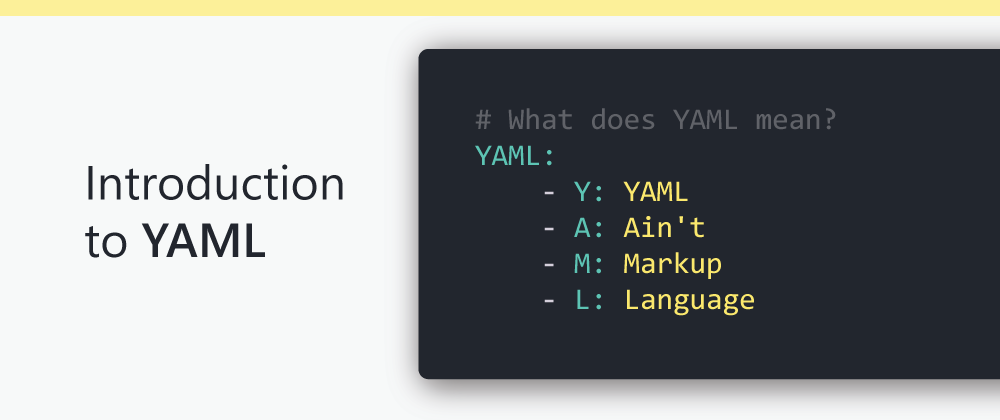 Introduction
to YAML
# What does YAML mean?
YAML:
- Y: YAML
- A: Ain't
- M: Markup
- L: Language